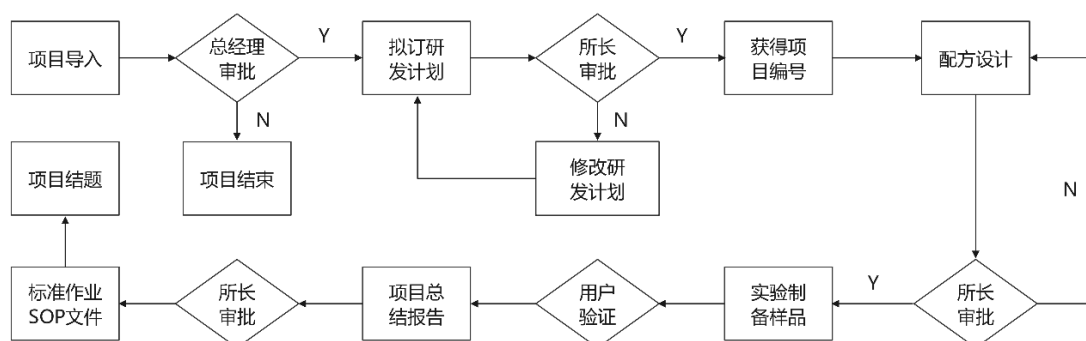 项目导入
总经理
审批
Y
拟订研
发计划
所长
审批
Y
获得项
目编号
配方设计
N
N
项目结题
项目结束
修改研
发计划
N
标准作业
SOP文件
所长
审批
项目总
结报告
用户
验证
实验制
备样品
Y
所长
审批